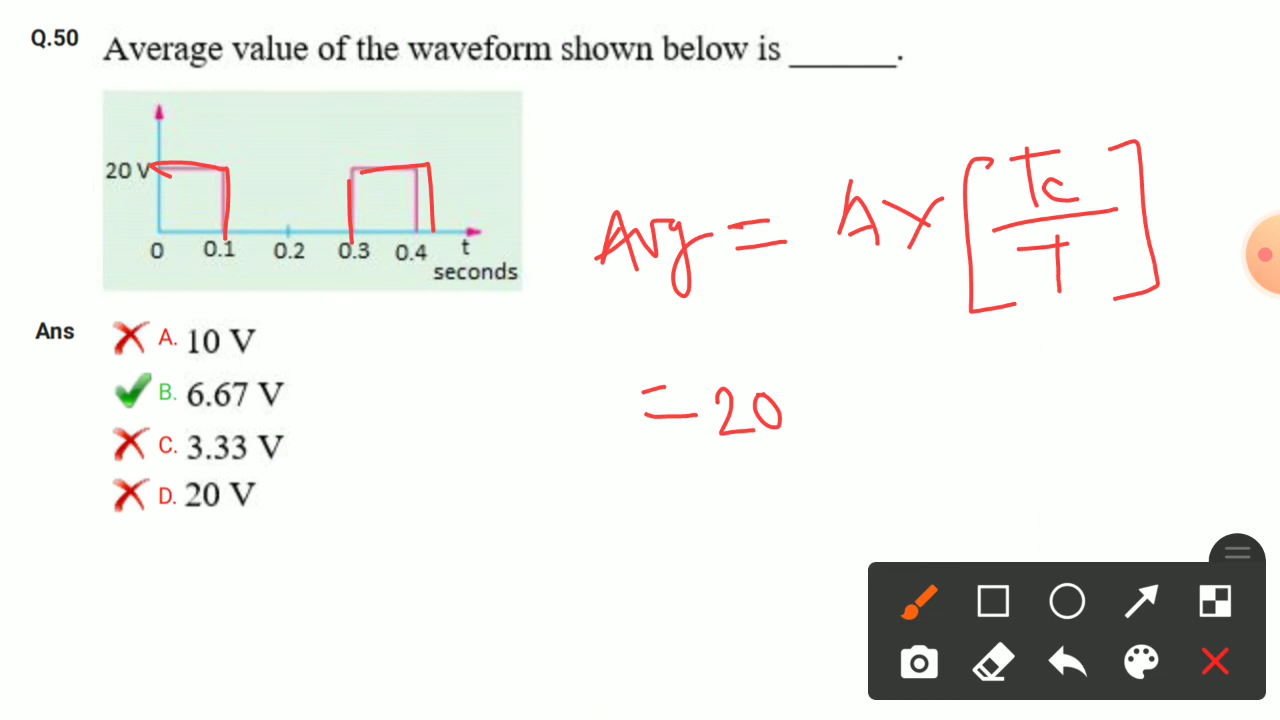 Q.50 Average value of the waveform shown below is ______.
20 V
0 0.1 0.2 0.3 0.4 t
seconds
Avg = A × [Tc/T]
= 20
Ans
A. 10 V
B. 6.67 V
C. 3.33 V
D. 20 V